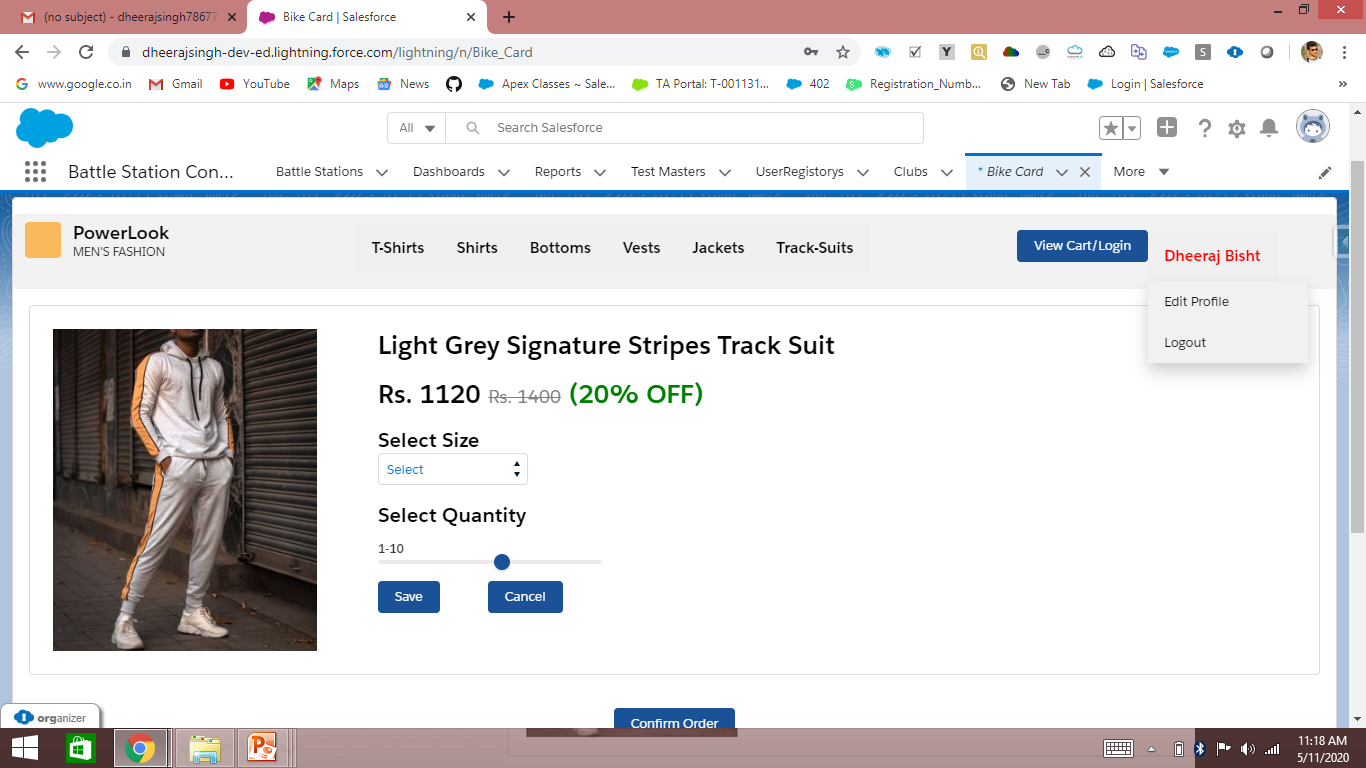 (no subject) - dheerajsingh78677
Bike Card | Salesforce
dheerajsingh-dev-ed.lightning.force.com/lightning/n/Bike_Card
www.google.co.in Gmail YouTube Maps News Apex Classes ~ Sale... TA Portal: T-001131... 402 Registration_Numb... New Tab Login | Salesforce »
All Search Salesforce
Battle Station Con... Battle Stations Dashboards Reports Test Masters UserRegistorys Clubs * Bike Card More
PowerLook
MEN'S FASHION
T-Shirts Shirts Bottoms Vests Jackets Track-Suits
View Cart/Login
Dheeraj Bisht
Edit Profile
Logout
Light Grey Signature Stripes Track Suit
Rs. 1120 Rs. 1400 (20% OFF)
Select Size
Select
Select Quantity
1-10
Save Cancel
Confirm Order
organizer
11:18 AM
5/11/2020